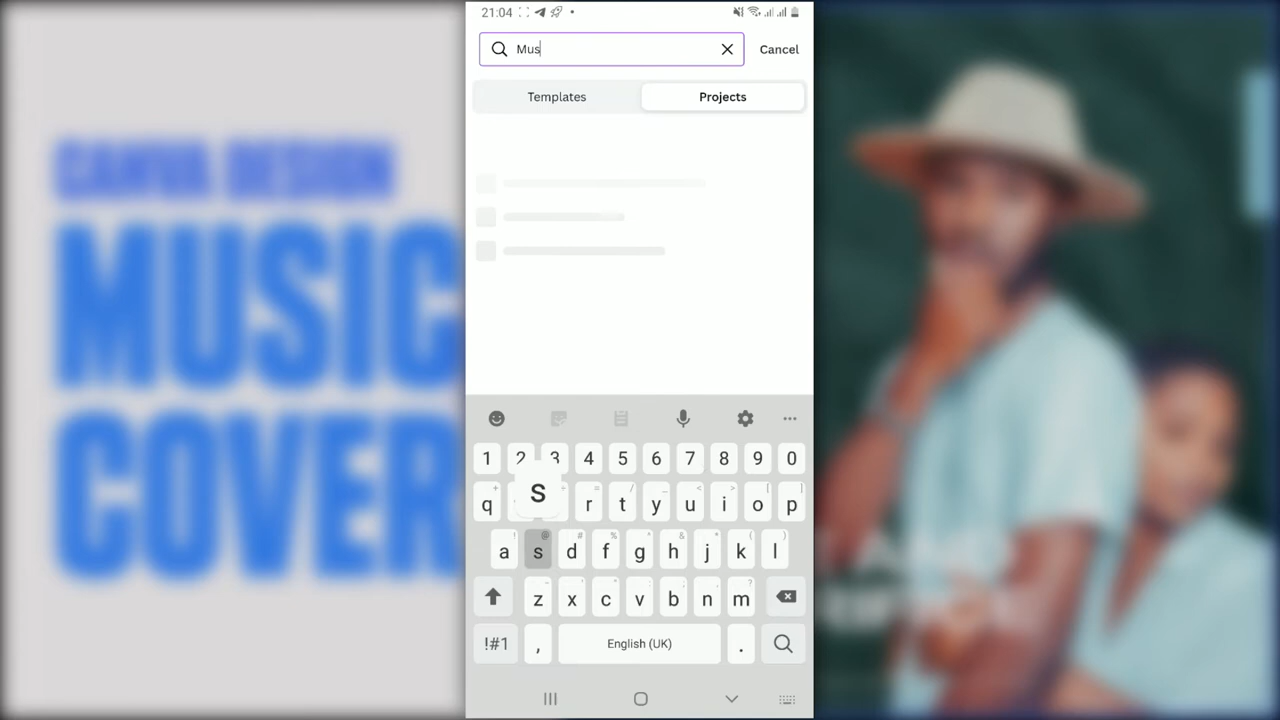 21:04
Mus
Cancel
Templates
Projects
CANVA DESIGN
MUSIC
COVER
1 2 3 4 5 6 7 8 9 0
S
q r t y u i o p
a s d f g h j k l
z x c v b n m
!#1 , English (UK) .